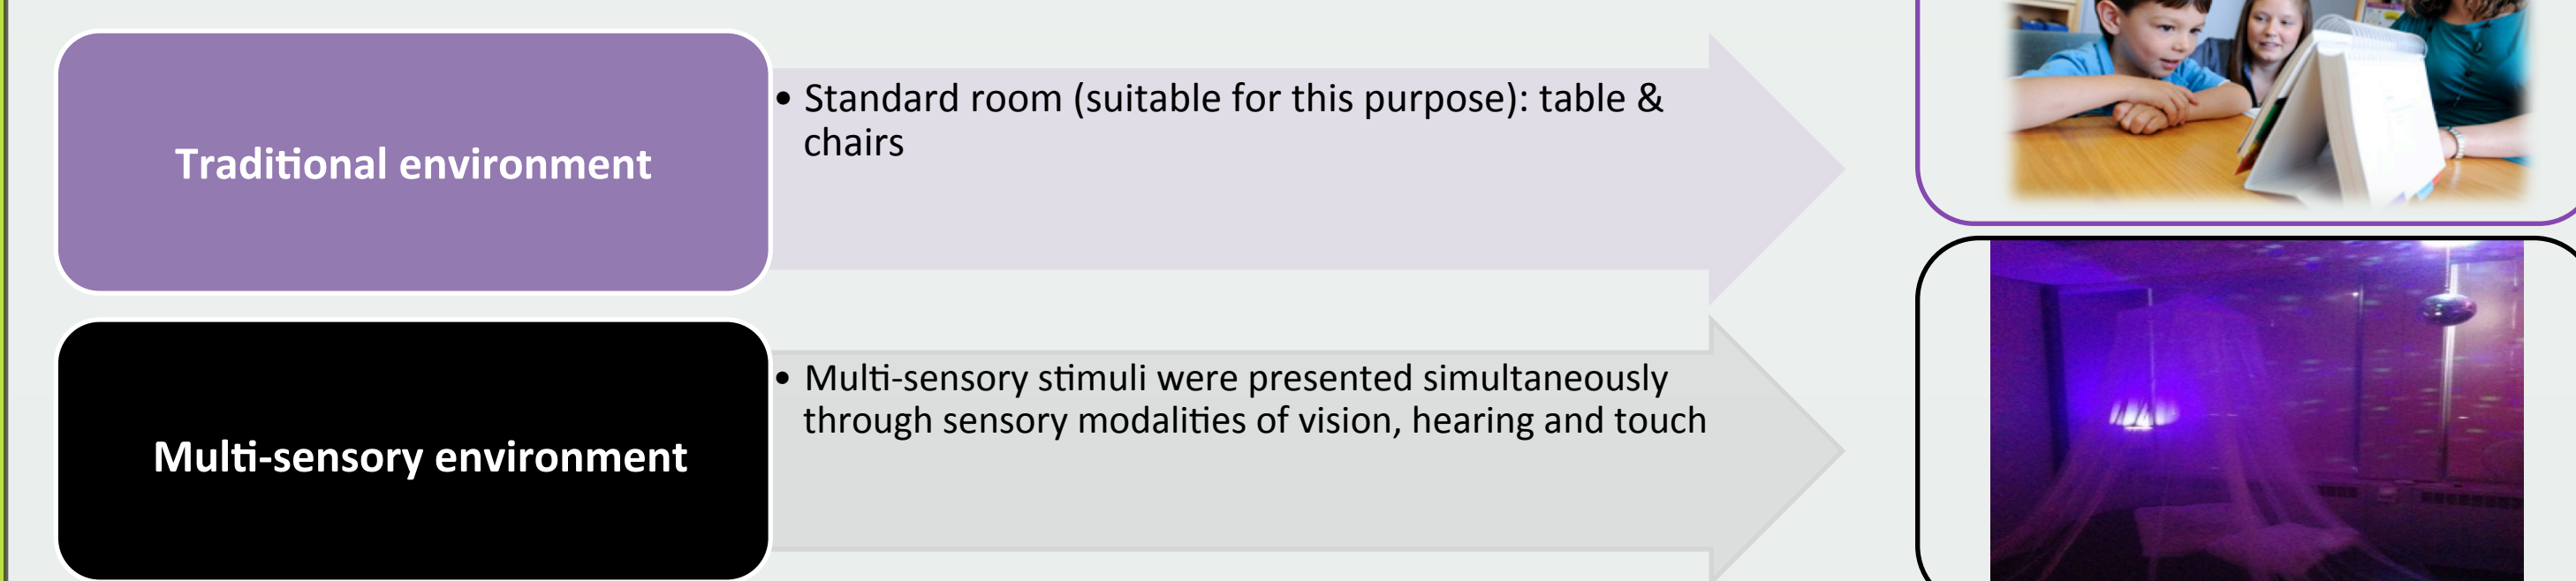 Traditional environment
• Standard room (suitable for this purpose): table &
chairs
Multi-sensory environment
• Multi-sensory stimuli were presented simultaneously
through sensory modalities of vision, hearing and touch